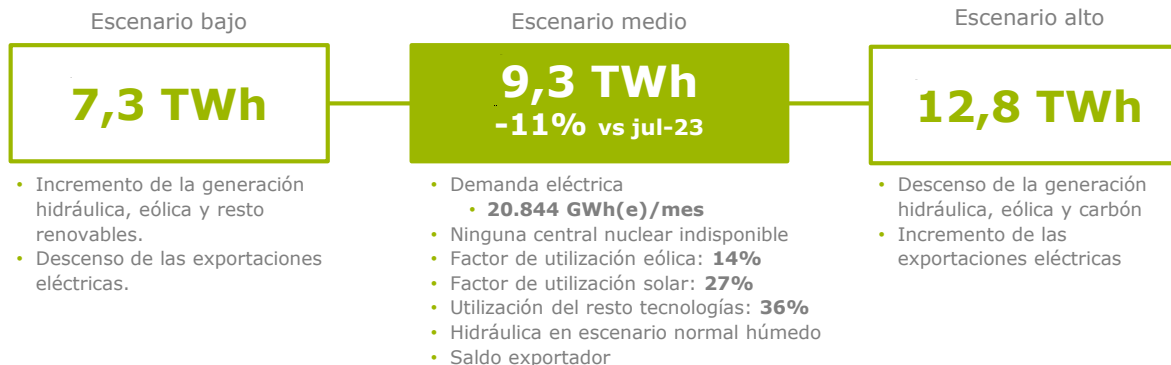 Escenario bajo
7,3 TWh
• Incremento de la generación
hidráulica, eólica y resto
renovables.
• Descenso de las exportaciones
eléctricas.
Escenario medio
9,3 TWh
-11% vs jul-23
• Demanda eléctrica
• 20.844 GWh(e)/mes
• Ninguna central nuclear indisponible
• Factor de utilización eólica: 14%
• Factor de utilización solar: 27%
• Utilización del resto tecnologías: 36%
• Hidráulica en escenario normal húmedo
• Saldo exportador
Escenario alto
12,8 TWh
• Descenso de la generación
hidráulica, eólica y carbón
• Incremento de las
exportaciones eléctricas